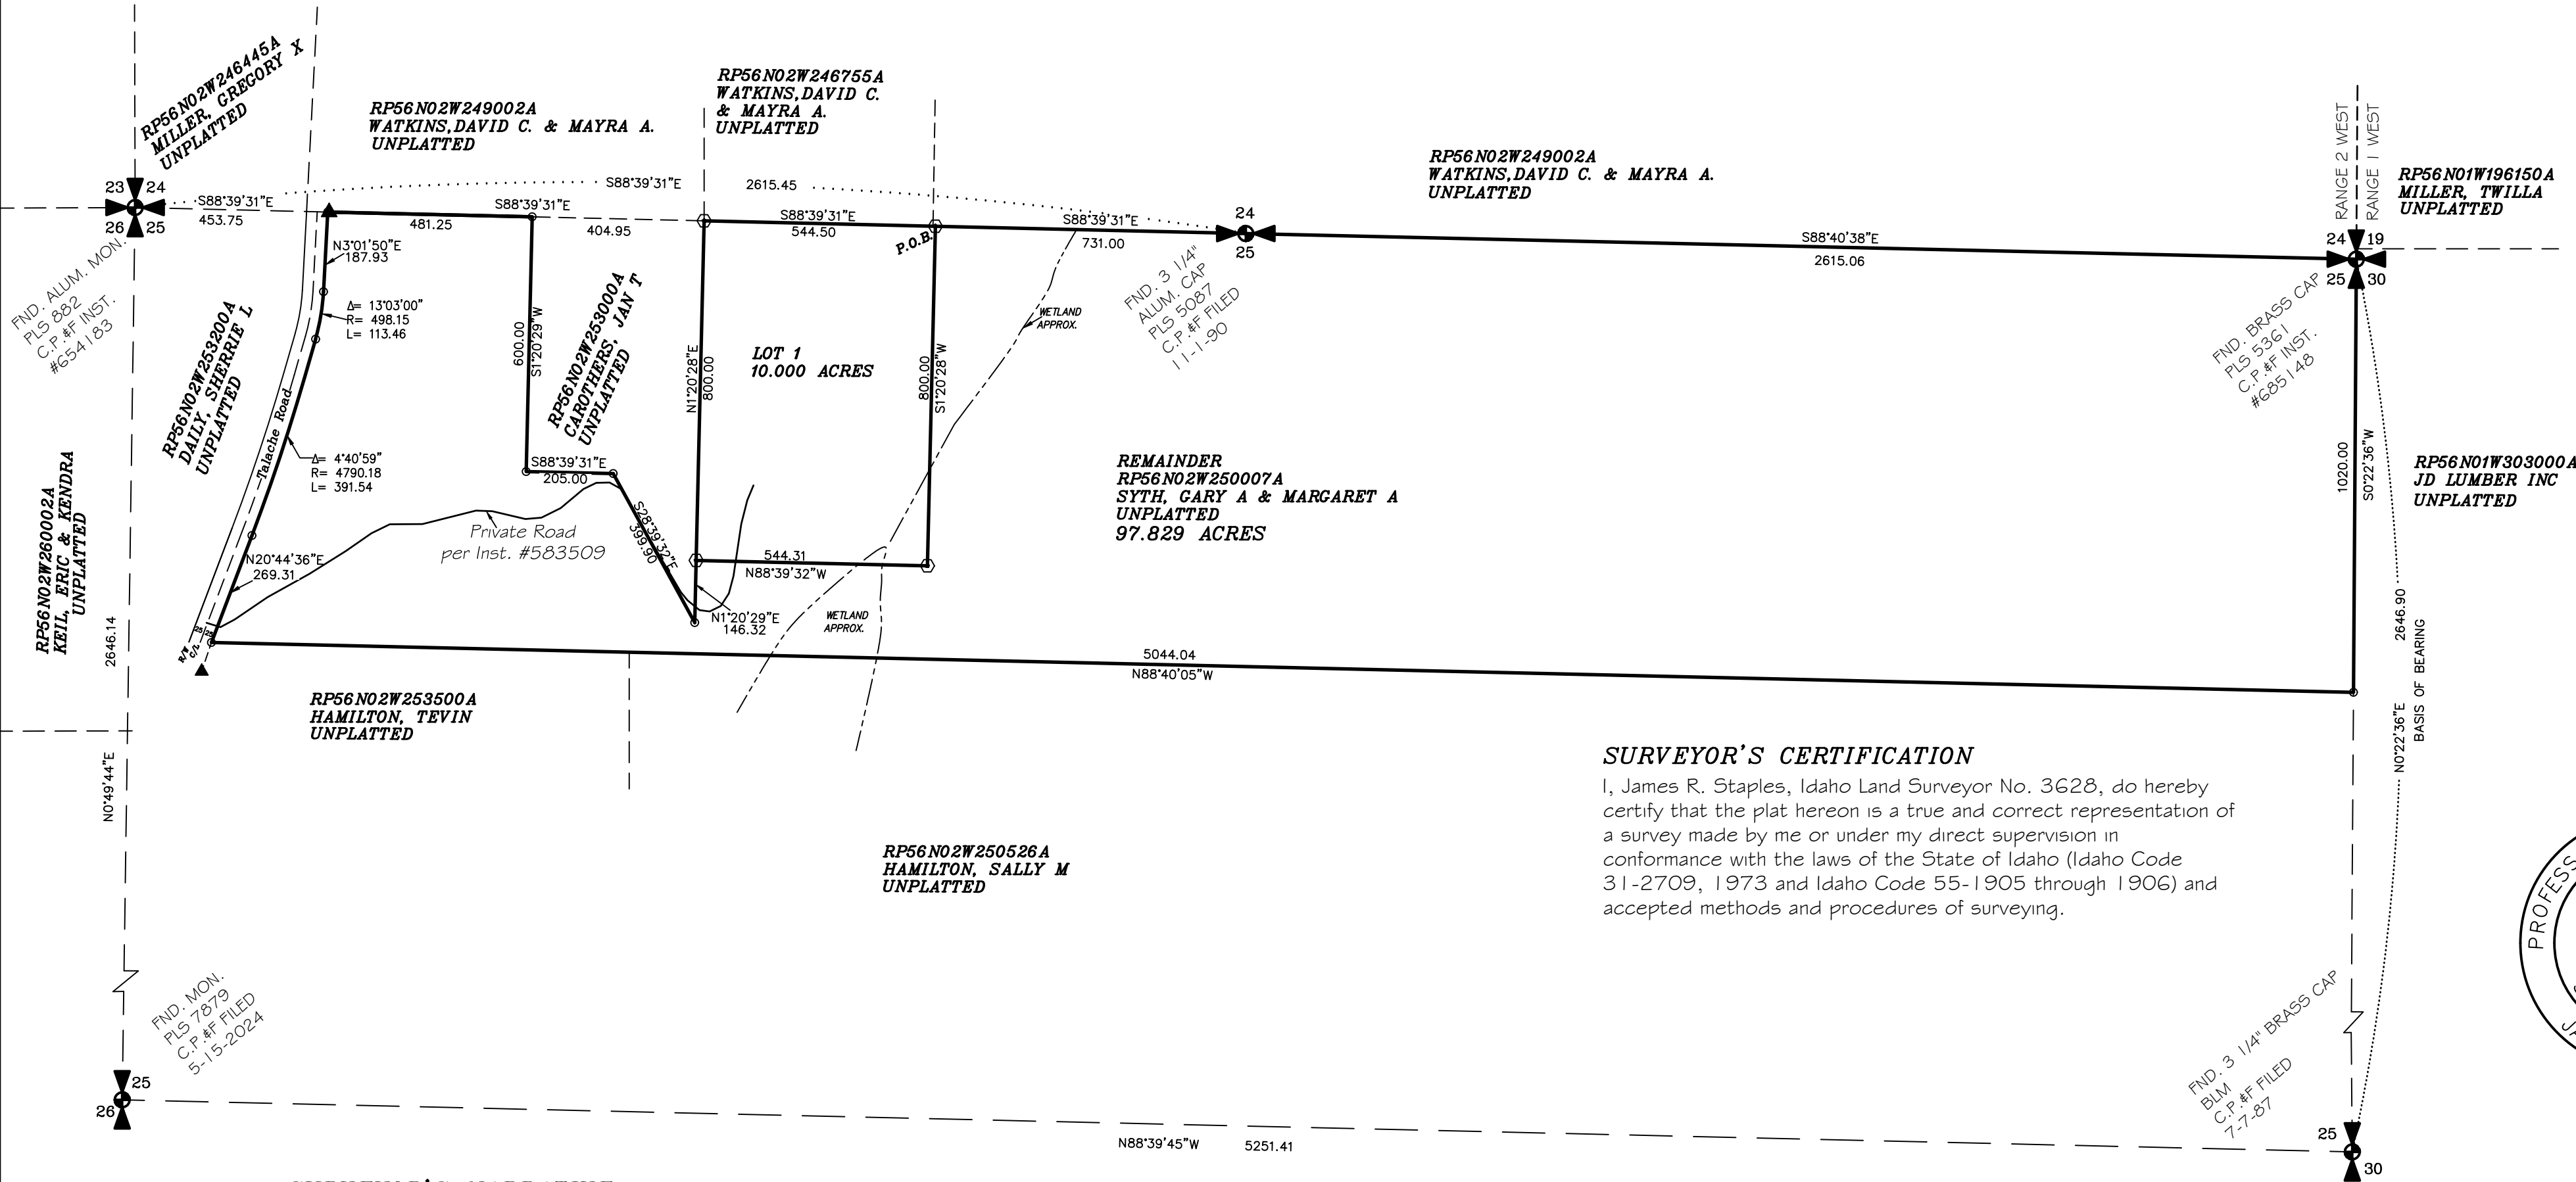 RP56N02W246445A
MILLER, GREGORY X
UNPLATTED
RP56N02W249002A
WATKINS,DAVID C. & MAYRA A.
UNPLATTED
RP56N02W246755A
WATKINS,DAVID C.
& MAYRA A.
UNPLATTED
RP56N02W249002A
WATKINS,DAVID C. & MAYRA A.
UNPLATTED
RANGE 2 WEST
RANGE 1 WEST
RP56N01W196150A
MILLER, TWILLA
UNPLATTED
23 24
26 25
S88°39'31"E
453.75
S88°39'31"E
2615.45
S88°39'31"E
481.25
404.95
S88°39'31"E
544.50
P.O.B.
S88°39'31"E
731.00
24
25
S88°40'38"E
2615.06
24 19
25 30
FND. ALUM. MON.
PLS 882
C.P.&F INST.
#654183
N3°01'50"E
187.93
Δ= 13°03'00"
R= 498.15
L= 113.46
RP56N02W253200A
DAILY, SHERRIE L
UNPLATTED
Talache Road
Δ= 4°40'59"
R= 4790.18
L= 391.54
600.00
S1°20'29"W
RP56N02W253000A
CAROTHERS, JAN T
UNPLATTED
N1°20'28"E
800.00
LOT 1
10.000 ACRES
800.00
S1°20'28"W
WETLAND
APPROX.
FND. 3 1/4"
ALUM. CAP
PLS 5087
C.P.&F FILED
11-1-90
FND. BRASS CAP
PLS 5361
C.P.&F INST.
#685148
1020.00
S0°22'36"W
RP56N01W303000A
JD LUMBER INC
UNPLATTED
RP56N02W260002A
KEIL, ERIC & KENDRA
UNPLATTED
S88°39'31"E
205.00
S28°39'32"E
399.90
Private Road
per Inst. #583509
REMAINDER
RP56N02W250007A
SYTH, GARY A & MARGARET A
UNPLATTED
97.829 ACRES
N20°44'36"E
269.31
544.31
N88°39'32"W
N1°20'29"E
146.32
WETLAND
APPROX.
25 25
R/W
C/L
2646.14
N0°49'44"E
5044.04
N88°40'05"W
2646.90
N0°22'36"E
BASIS OF BEARING
RP56N02W253500A
HAMILTON, TEVIN
UNPLATTED
RP56N02W250526A
HAMILTON, SALLY M
UNPLATTED
SURVEYOR'S CERTIFICATION
I, James R. Staples, Idaho Land Surveyor No. 3628, do hereby
certify that the plat hereon is a true and correct representation of
a survey made by me or under my direct supervision in
conformance with the laws of the State of Idaho (Idaho Code
31-2709, 1973 and Idaho Code 55-1905 through 1906) and
accepted methods and procedures of surveying.
PROFESS
FND. MON.
PLS 7879
C.P.&F FILED
5-15-2024
25
26
N88°39'45"W 5251.41
FND. 3 1/4" BRASS CAP
BLM
C.P.&F FILED
7-7-87
25
30